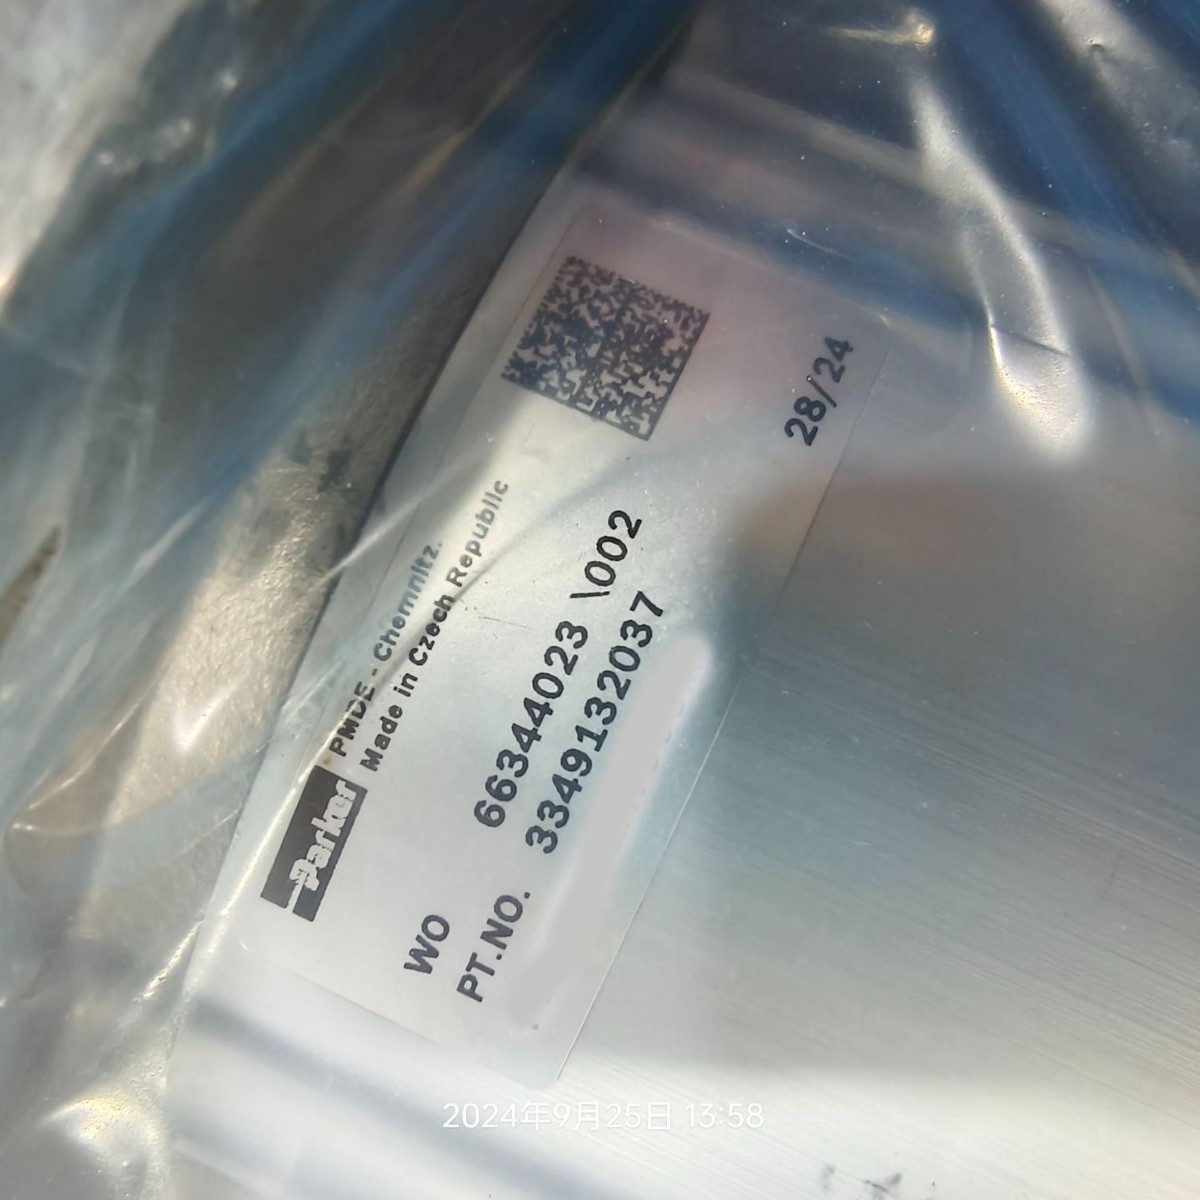 Parker
PMDE - Chemnitz.
Made in Czech Republic
WO 66344023 \002
PT.NO. 3349132037
28/24
2024年9月25日 13:58